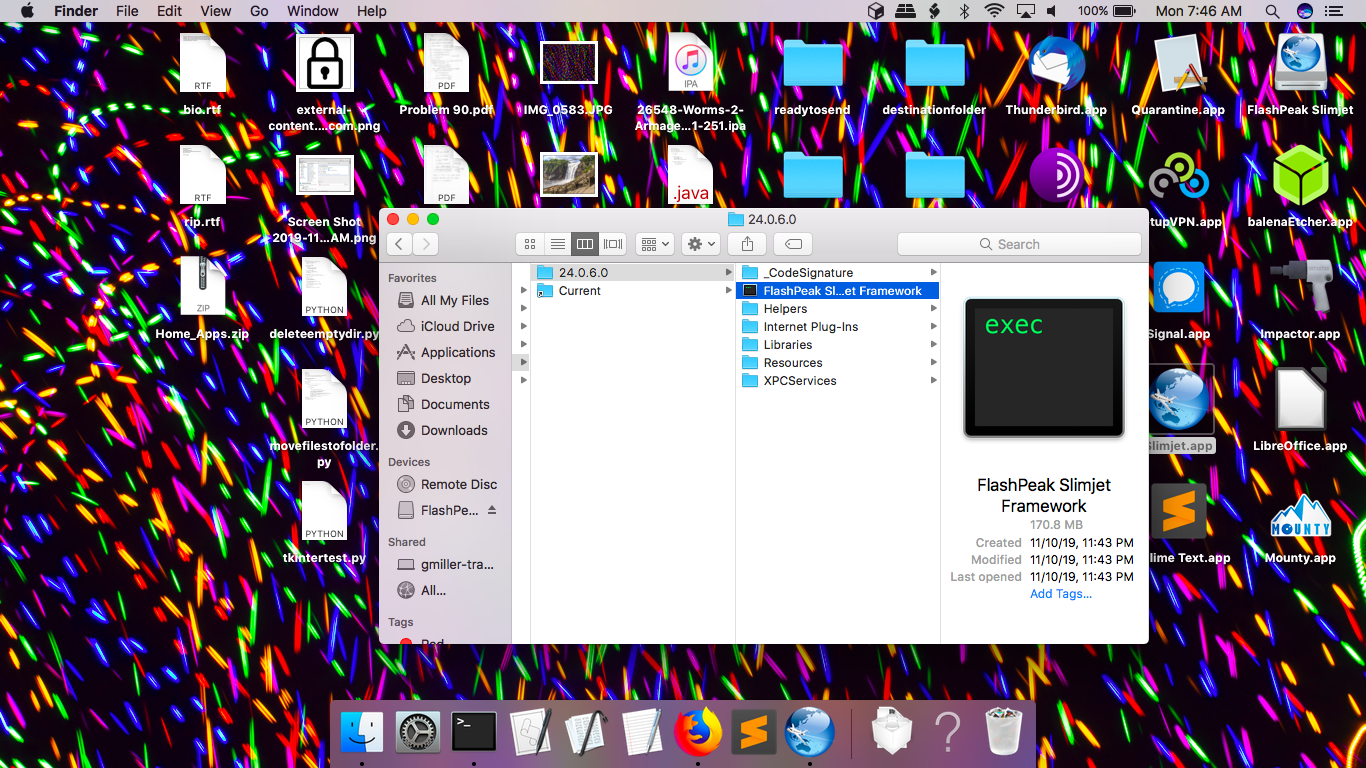 Finder File Edit View Go Window Help 100% Mon 7:46 AM
RTF
PDF
IPA
bio.rtf
external-
content....com.png
Problem 90.pdf
IMG_0583.JPG
26548-Worms-2-
Armage...1-251.ipa
readytosend
destinationfolder
Thunderbird.app
Quarantine.app
FlashPeak Slimjet
RTF
PDF
.java
rip.rtf
Screen Shot
2019-11...AM.png
tupVPN.app
balenaEtcher.app
ZIP
PYTHON
Home_Apps.zip
deleteemptydir.py
Signal.app
Impactor.app
PYTHON
movefilestofolder.
py
Slimjet.app
LibreOffice.app
PYTHON
tkintertest.py
lime Text.app
MOUNTY
Mounty.app
24.0.6.0
Search
Favorites
All My Files
iCloud Drive
Applications
Desktop
Documents
Downloads
Devices
Remote Disc
FlashPe...
Shared
gmiller-tra...
All...
Tags
Red
24.0.6.0
Current
_CodeSignature
FlashPeak Sl...et Framework
Helpers
Internet Plug-Ins
Libraries
Resources
XPCServices
exec
FlashPeak Slimjet
Framework
170.8 MB
Created 11/10/19, 11:43 PM
Modified 11/10/19, 11:43 PM
Last opened 11/10/19, 11:43 PM
Add Tags...
>_
?